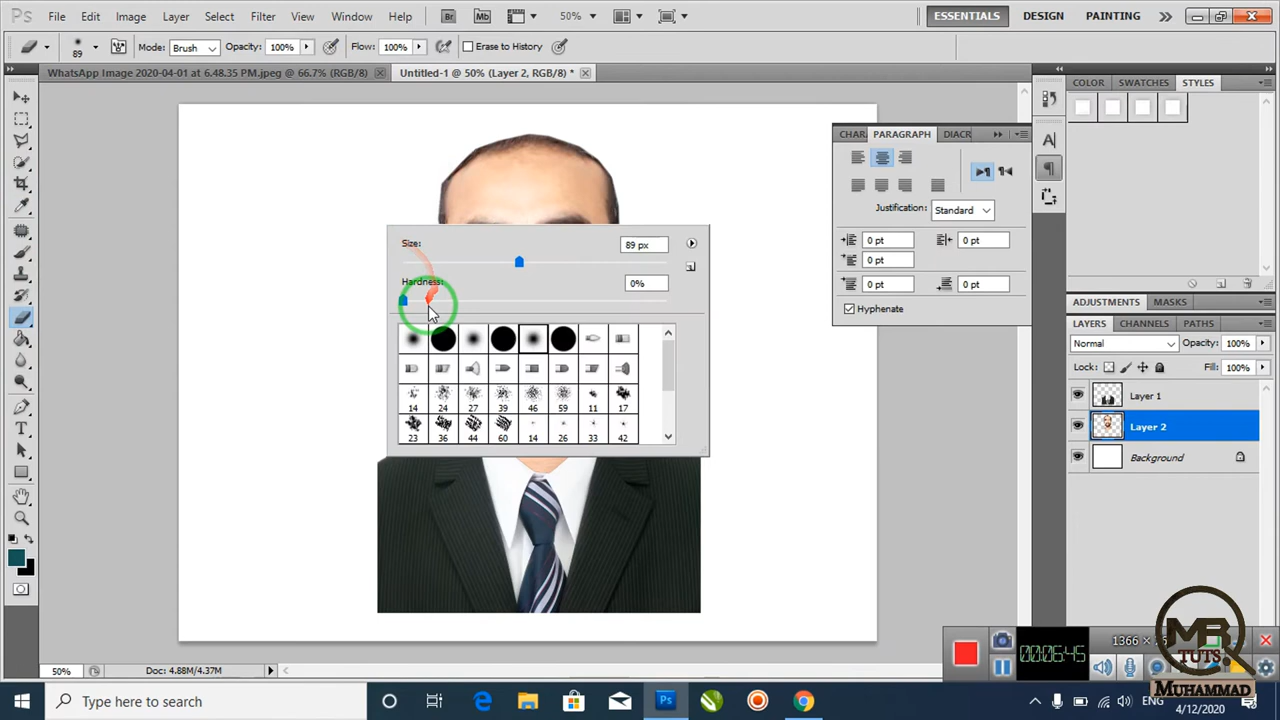 Ps File Edit Image Layer Select Filter View Window Help Br Mb 50% ESSENTIALS DESIGN PAINTING
89 Mode: Brush Opacity: 100% Flow: 100% Erase to History
WhatsApp Image 2020-04-01 at 6.48.35 PM.jpeg @ 66.7% (RGB/8) Untitled-1 @ 50% (Layer 2, RGB/8) *
COLOR SWATCHES STYLES
CHAR PARAGRAPH DIACR
Justification: Standard
0 pt 0 pt
0 pt
0 pt 0 pt
Hyphenate
Size: 89 px
Hardness: 0%
14 24 27 39 46 59 11 17
23 36 44 60 14 26 33 42
ADJUSTMENTS MASKS
LAYERS CHANNELS PATHS
Normal Opacity: 100%
Lock: Fill: 100%
Layer 1
Layer 2
Background
50% Doc: 4.88M/4.37M
00:06:45
MR
TUTS.
MUHAMMAD
Type here to search
Ps
ENG
4/12/2020